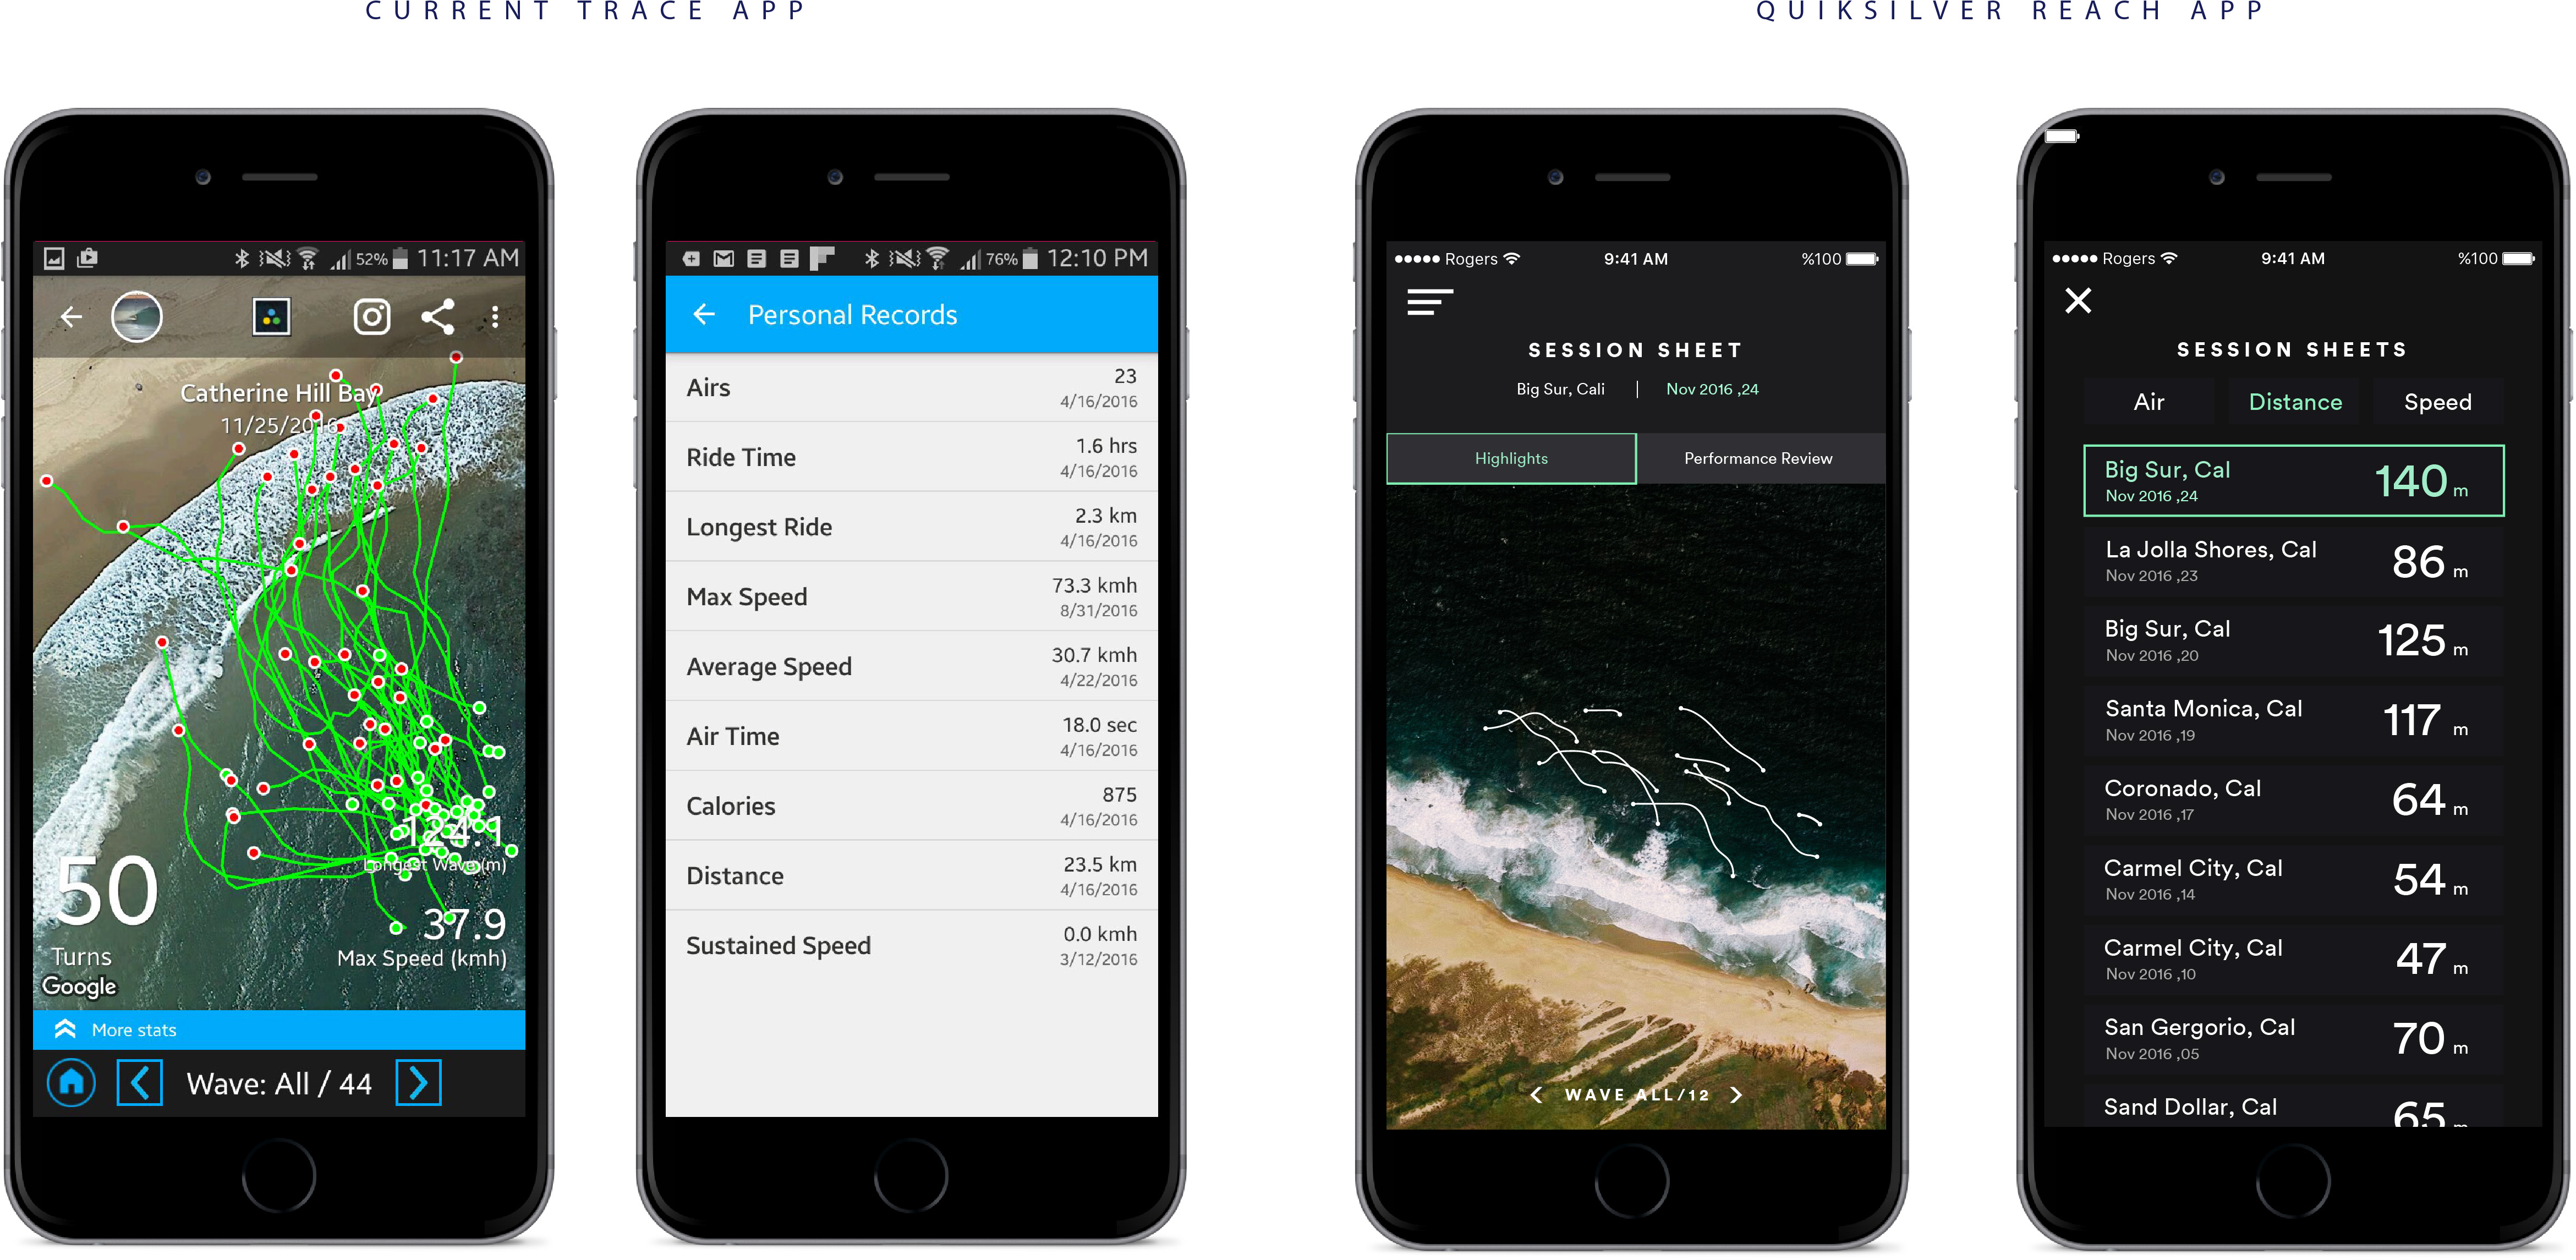 CURRENT TRACE APP
QUIKSILVER REACH APP
52% 11:17 AM
Catherine Hill Bay
11/25/2016
124.1
Longest Wave (m)
50
Turns
37.9
Max Speed (kmh)
Google
More stats
Wave: All / 44
76% 12:10 PM
Personal Records
Airs
23
4/16/2016
Ride Time
1.6 hrs
4/16/2016
Longest Ride
2.3 km
4/16/2016
Max Speed
73.3 kmh
8/31/2016
Average Speed
30.7 kmh
4/22/2016
Air Time
18.0 sec
4/16/2016
Calories
875
4/16/2016
Distance
23.5 km
4/16/2016
Sustained Speed
0.0 kmh
3/12/2016
Rogers 9:41 AM %100
SESSION SHEET
Big Sur, Cali | Nov 2016 ,24
Highlights Performance Review
WAVE ALL/12
Rogers 9:41 AM %100
SESSION SHEETS
Air Distance Speed
Big Sur, Cal
Nov 2016 ,24
140 m
La Jolla Shores, Cal
Nov 2016 ,23
86 m
Big Sur, Cal
Nov 2016 ,20
125 m
Santa Monica, Cal
Nov 2016 ,19
117 m
Coronado, Cal
Nov 2016 ,17
64 m
Carmel City, Cal
Nov 2016 ,14
54 m
Carmel City, Cal
Nov 2016 ,10
47 m
San Gergorio, Cal
Nov 2016 ,05
70 m
Sand Dollar, Cal
65 m